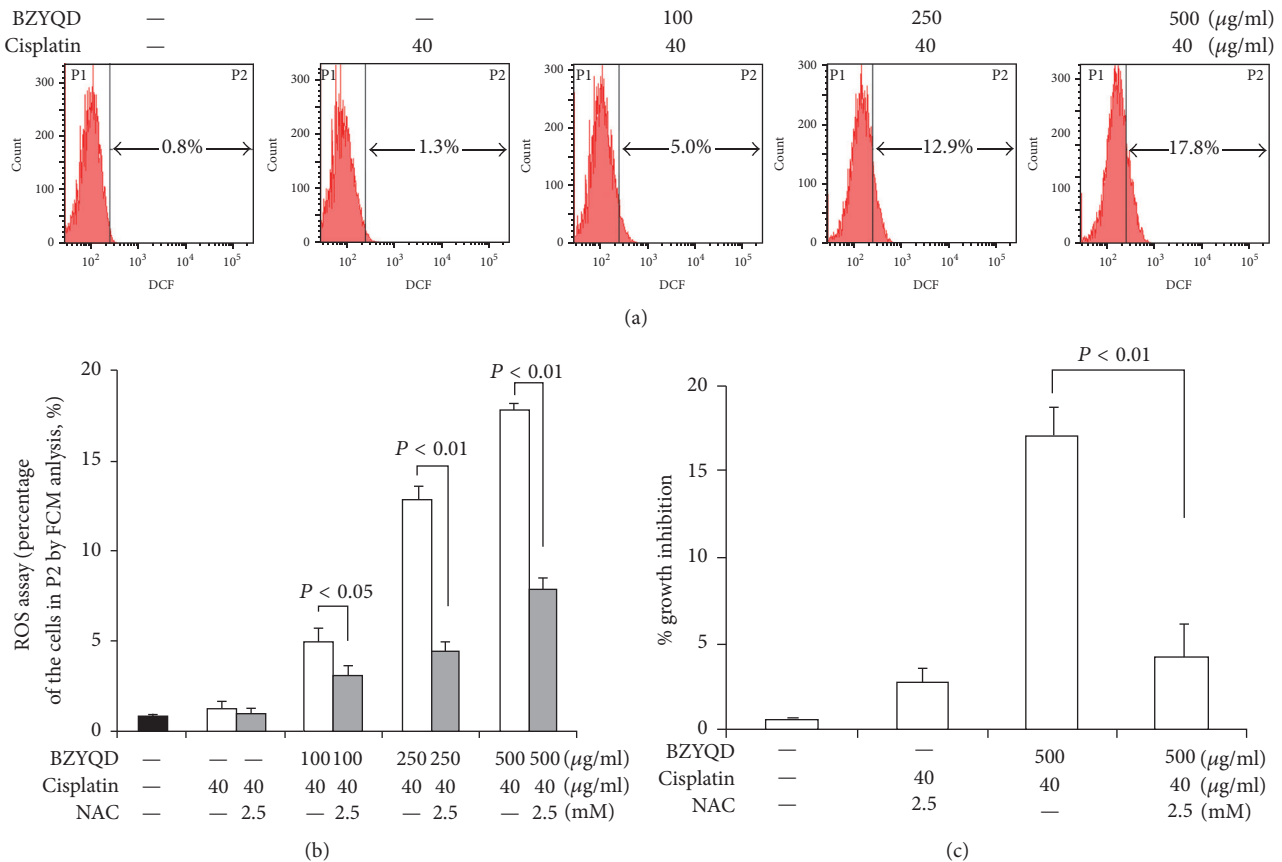 BZYQD — — 100 250 500 (μg/ml)
Cisplatin — 40 40 40 40 (μg/ml)
P1 P2 P1 P2 P1 P2 P1 P2 P1 P2
300 300 300 300 300
200 200 200 200 200
100 100 100 100 100
0 0 0 0 0
Count Count Count Count Count
0.8% 1.3% 5.0% 12.9% 17.8%
10² 10³ 10⁴ 10⁵ 10² 10³ 10⁴ 10⁵ 10² 10³ 10⁴ 10⁵ 10² 10³ 10⁴ 10⁵ 10² 10³ 10⁴ 10⁵
DCF DCF DCF DCF DCF
(a)
ROS assay (percentage
of the cells in P2 by FCM anlysis, %)
20
15
10
5
0
P < 0.05
P < 0.01
P < 0.01
BZYQD — — — 100 100 250 250 500 500 (μg/ml)
Cisplatin — 40 40 40 40 40 40 40 40 (μg/ml)
NAC — — 2.5 — 2.5 — 2.5 — 2.5 (mM)
(b)
% growth inhibition
20
15
10
5
0
P < 0.01
BZYQD — — 500 500 (μg/ml)
Cisplatin — 40 40 40 (μg/ml)
NAC — 2.5 — 2.5 (mM)
(c)